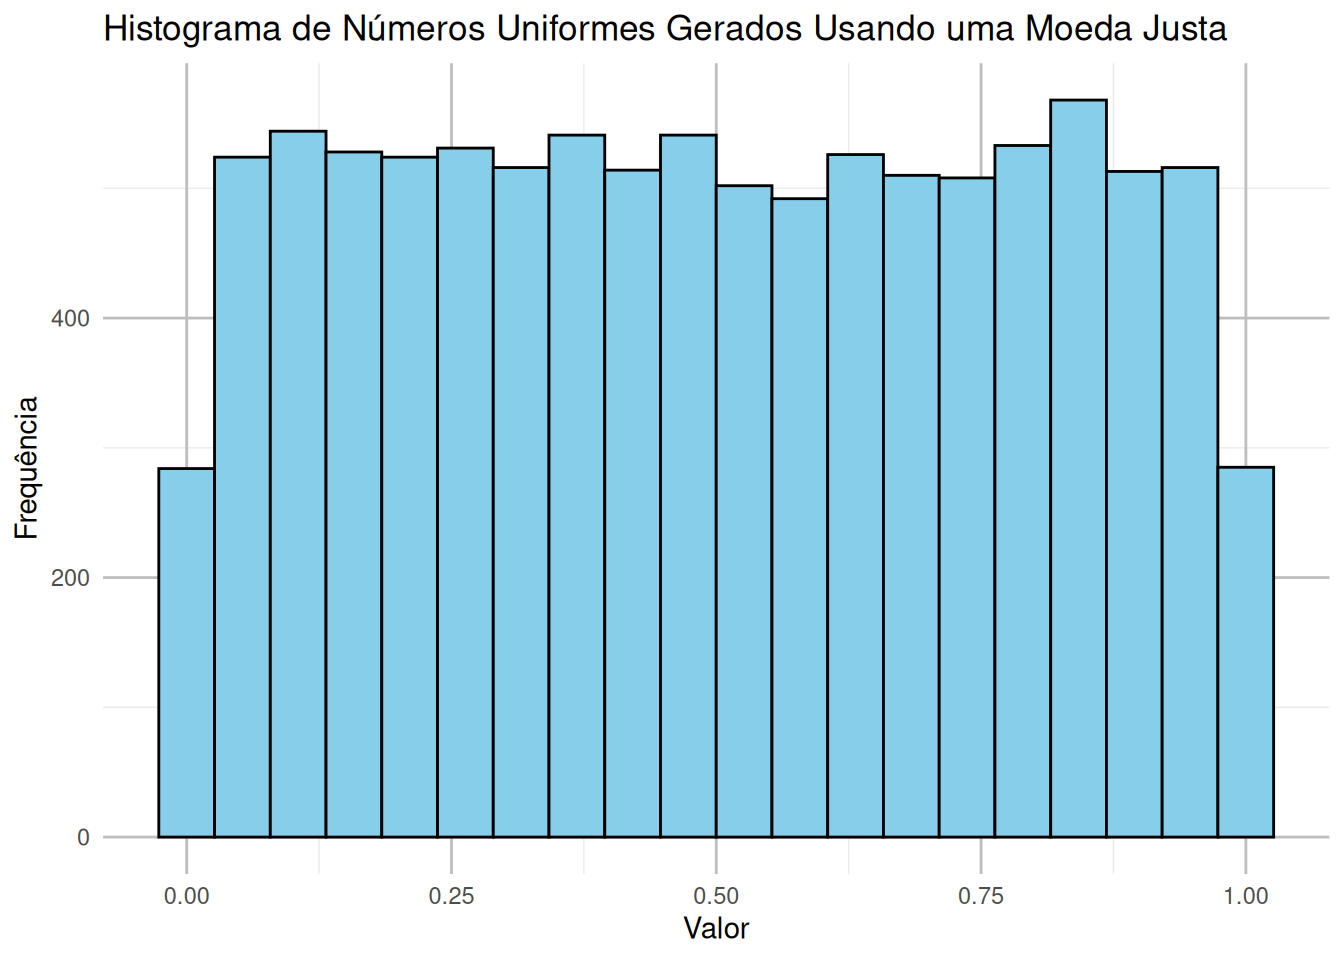 Histograma de Números Uniformes Gerados Usando uma Moeda Justa
Frequência
400
200
0
0.00 0.25 0.50 0.75 1.00
Valor